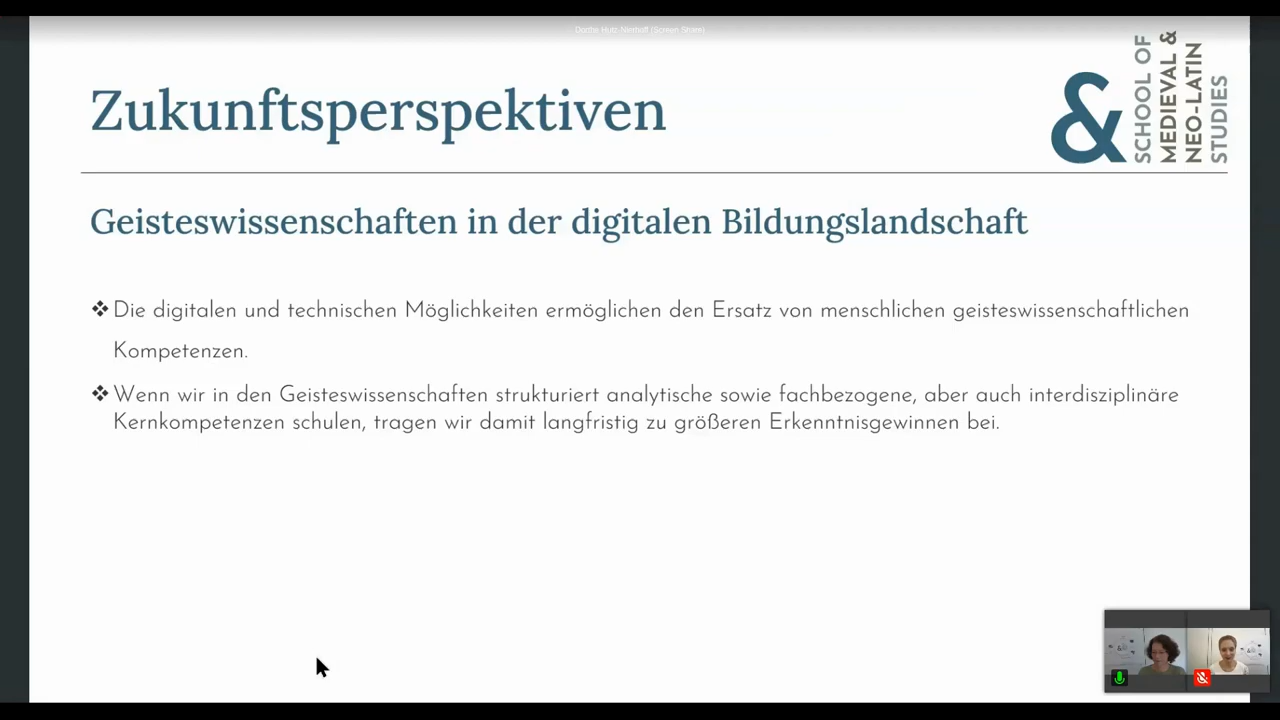 Zukunftsperspektiven
&
SCHOOL OF
MEDIEVAL &
NEO-LATIN
STUDIES
Geisteswissenschaften in der digitalen Bildungslandschaft
❖ Die digitalen und technischen Möglichkeiten ermöglichen den Ersatz von menschlichen geisteswissenschaftlichen
Kompetenzen.
❖ Wenn wir in den Geisteswissenschaften strukturiert analytische sowie fachbezogene, aber auch interdisziplinäre
Kernkompetenzen schulen, tragen wir damit langfristig zu größeren Erkenntnisgewinnen bei.